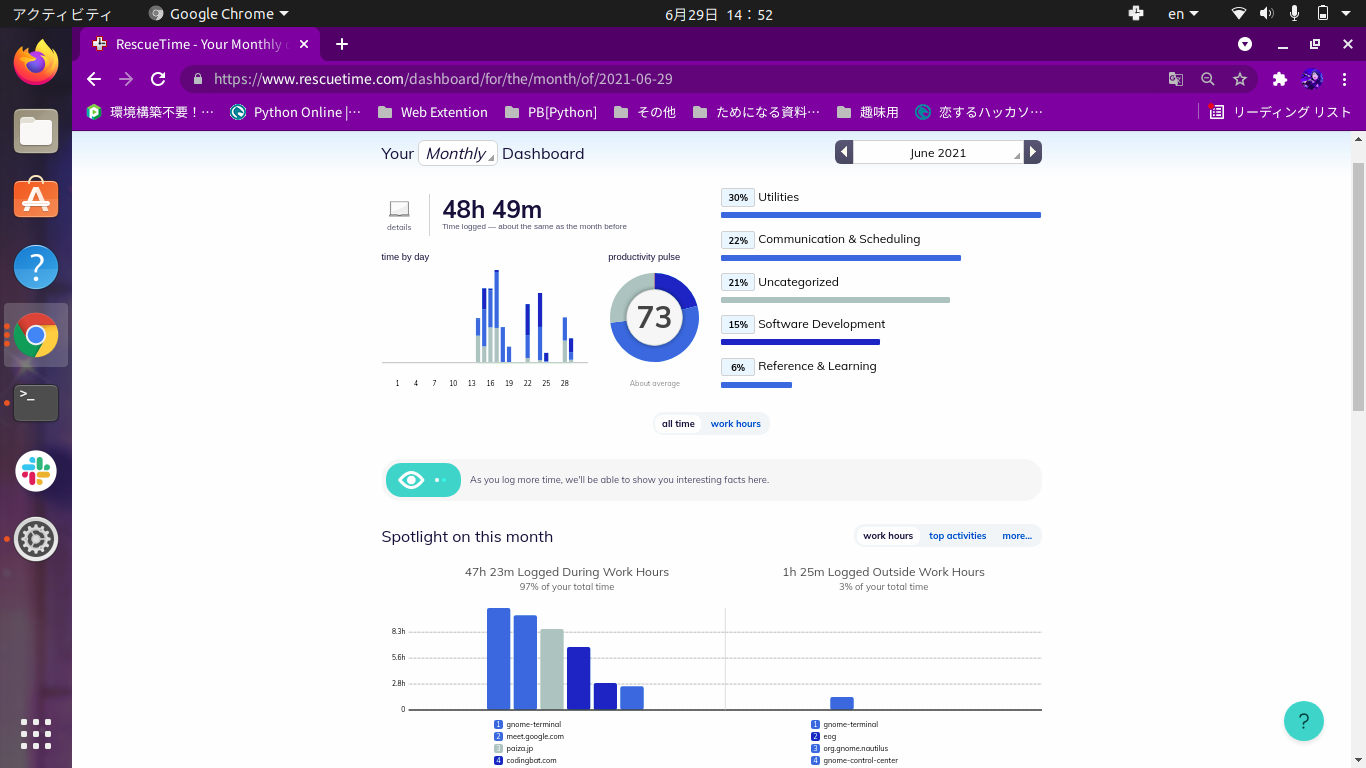 アクティビティ
Google Chrome
6月29日 14：52
en
RescueTime - Your Monthly
https://www.rescuetime.com/dashboard/for/the/month/of/2021-06-29
環境構築不要！…
Python Online |…
Web Extention
PB[Python]
その他
ためになる資料…
趣味用
恋するハッカソ…
リーディング リスト
Your Monthly Dashboard
June 2021
details
48h 49m
Time logged — about the same as the month before
time by day
1 4 7 10 13 16 19 22 25 28
productivity pulse
73
About average
30% Utilities
22% Communication & Scheduling
21% Uncategorized
15% Software Development
6% Reference & Learning
all time
work hours
As you log more time, we'll be able to show you interesting facts here.
Spotlight on this month
work hours
top activities
more...
47h 23m Logged During Work Hours
97% of your total time
1h 25m Logged Outside Work Hours
3% of your total time
8.3h
5.6h
2.8h
0
1 gnome-terminal
2 meet.google.com
3 paiza.jp
4 codingbat.com
1 gnome-terminal
2 eog
3 org.gnome.nautilus
4 gnome-control-center
?